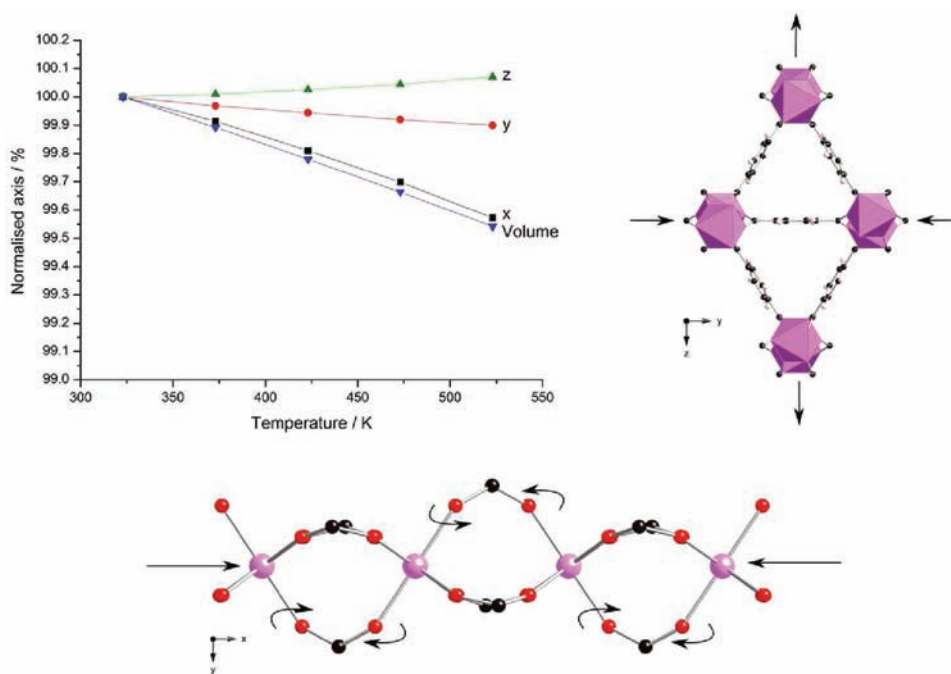 100.2
100.1
100.0
99.9
99.8
99.7
99.6
99.5
99.4
99.3
99.2
99.1
99.0
Normalised axis / %
z
y
x
Volume
300
350
400
450
500
550
Temperature / K
y
z
x
y